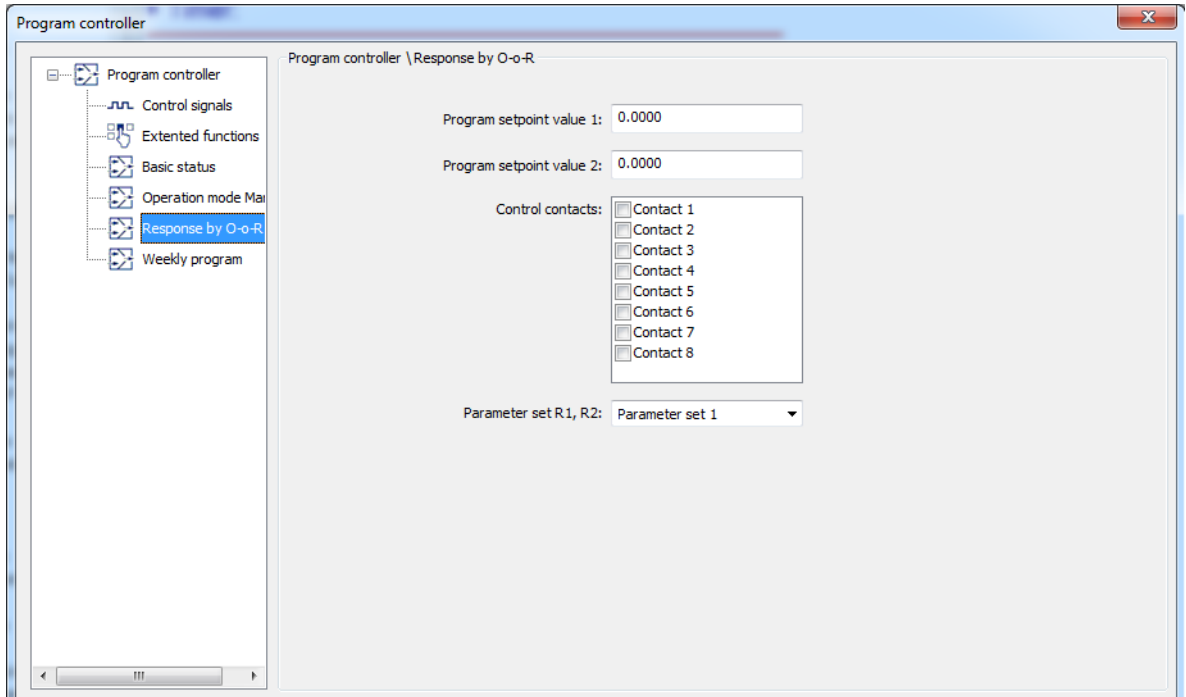 Timer.
Program controller
Program controller
Control signals
Extented functions
Basic status
Operation mode Ma
Response by O-o-R
Weekly program
Program controller \ Response by O-o-R
Program setpoint value 1: 0.0000
Program setpoint value 2: 0.0000
Control contacts:
Contact 1
Contact 2
Contact 3
Contact 4
Contact 5
Contact 6
Contact 7
Contact 8
Parameter set R1, R2: Parameter set 1